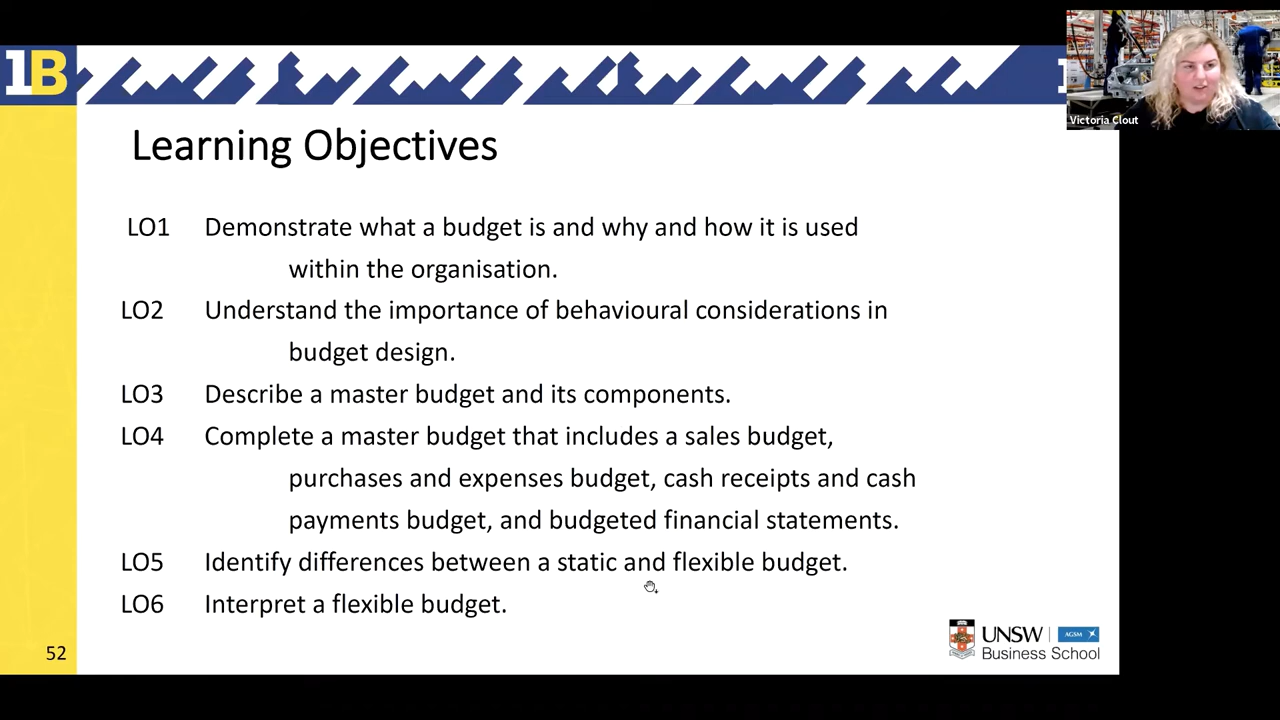 1B
1
Victoria Clout
Learning Objectives
LO1 Demonstrate what a budget is and why and how it is used
within the organisation.
LO2 Understand the importance of behavioural considerations in
budget design.
LO3 Describe a master budget and its components.
LO4 Complete a master budget that includes a sales budget,
purchases and expenses budget, cash receipts and cash
payments budget, and budgeted financial statements.
LO5 Identify differences between a static and flexible budget.
LO6 Interpret a flexible budget.
UNSW AGSM
Business School
52